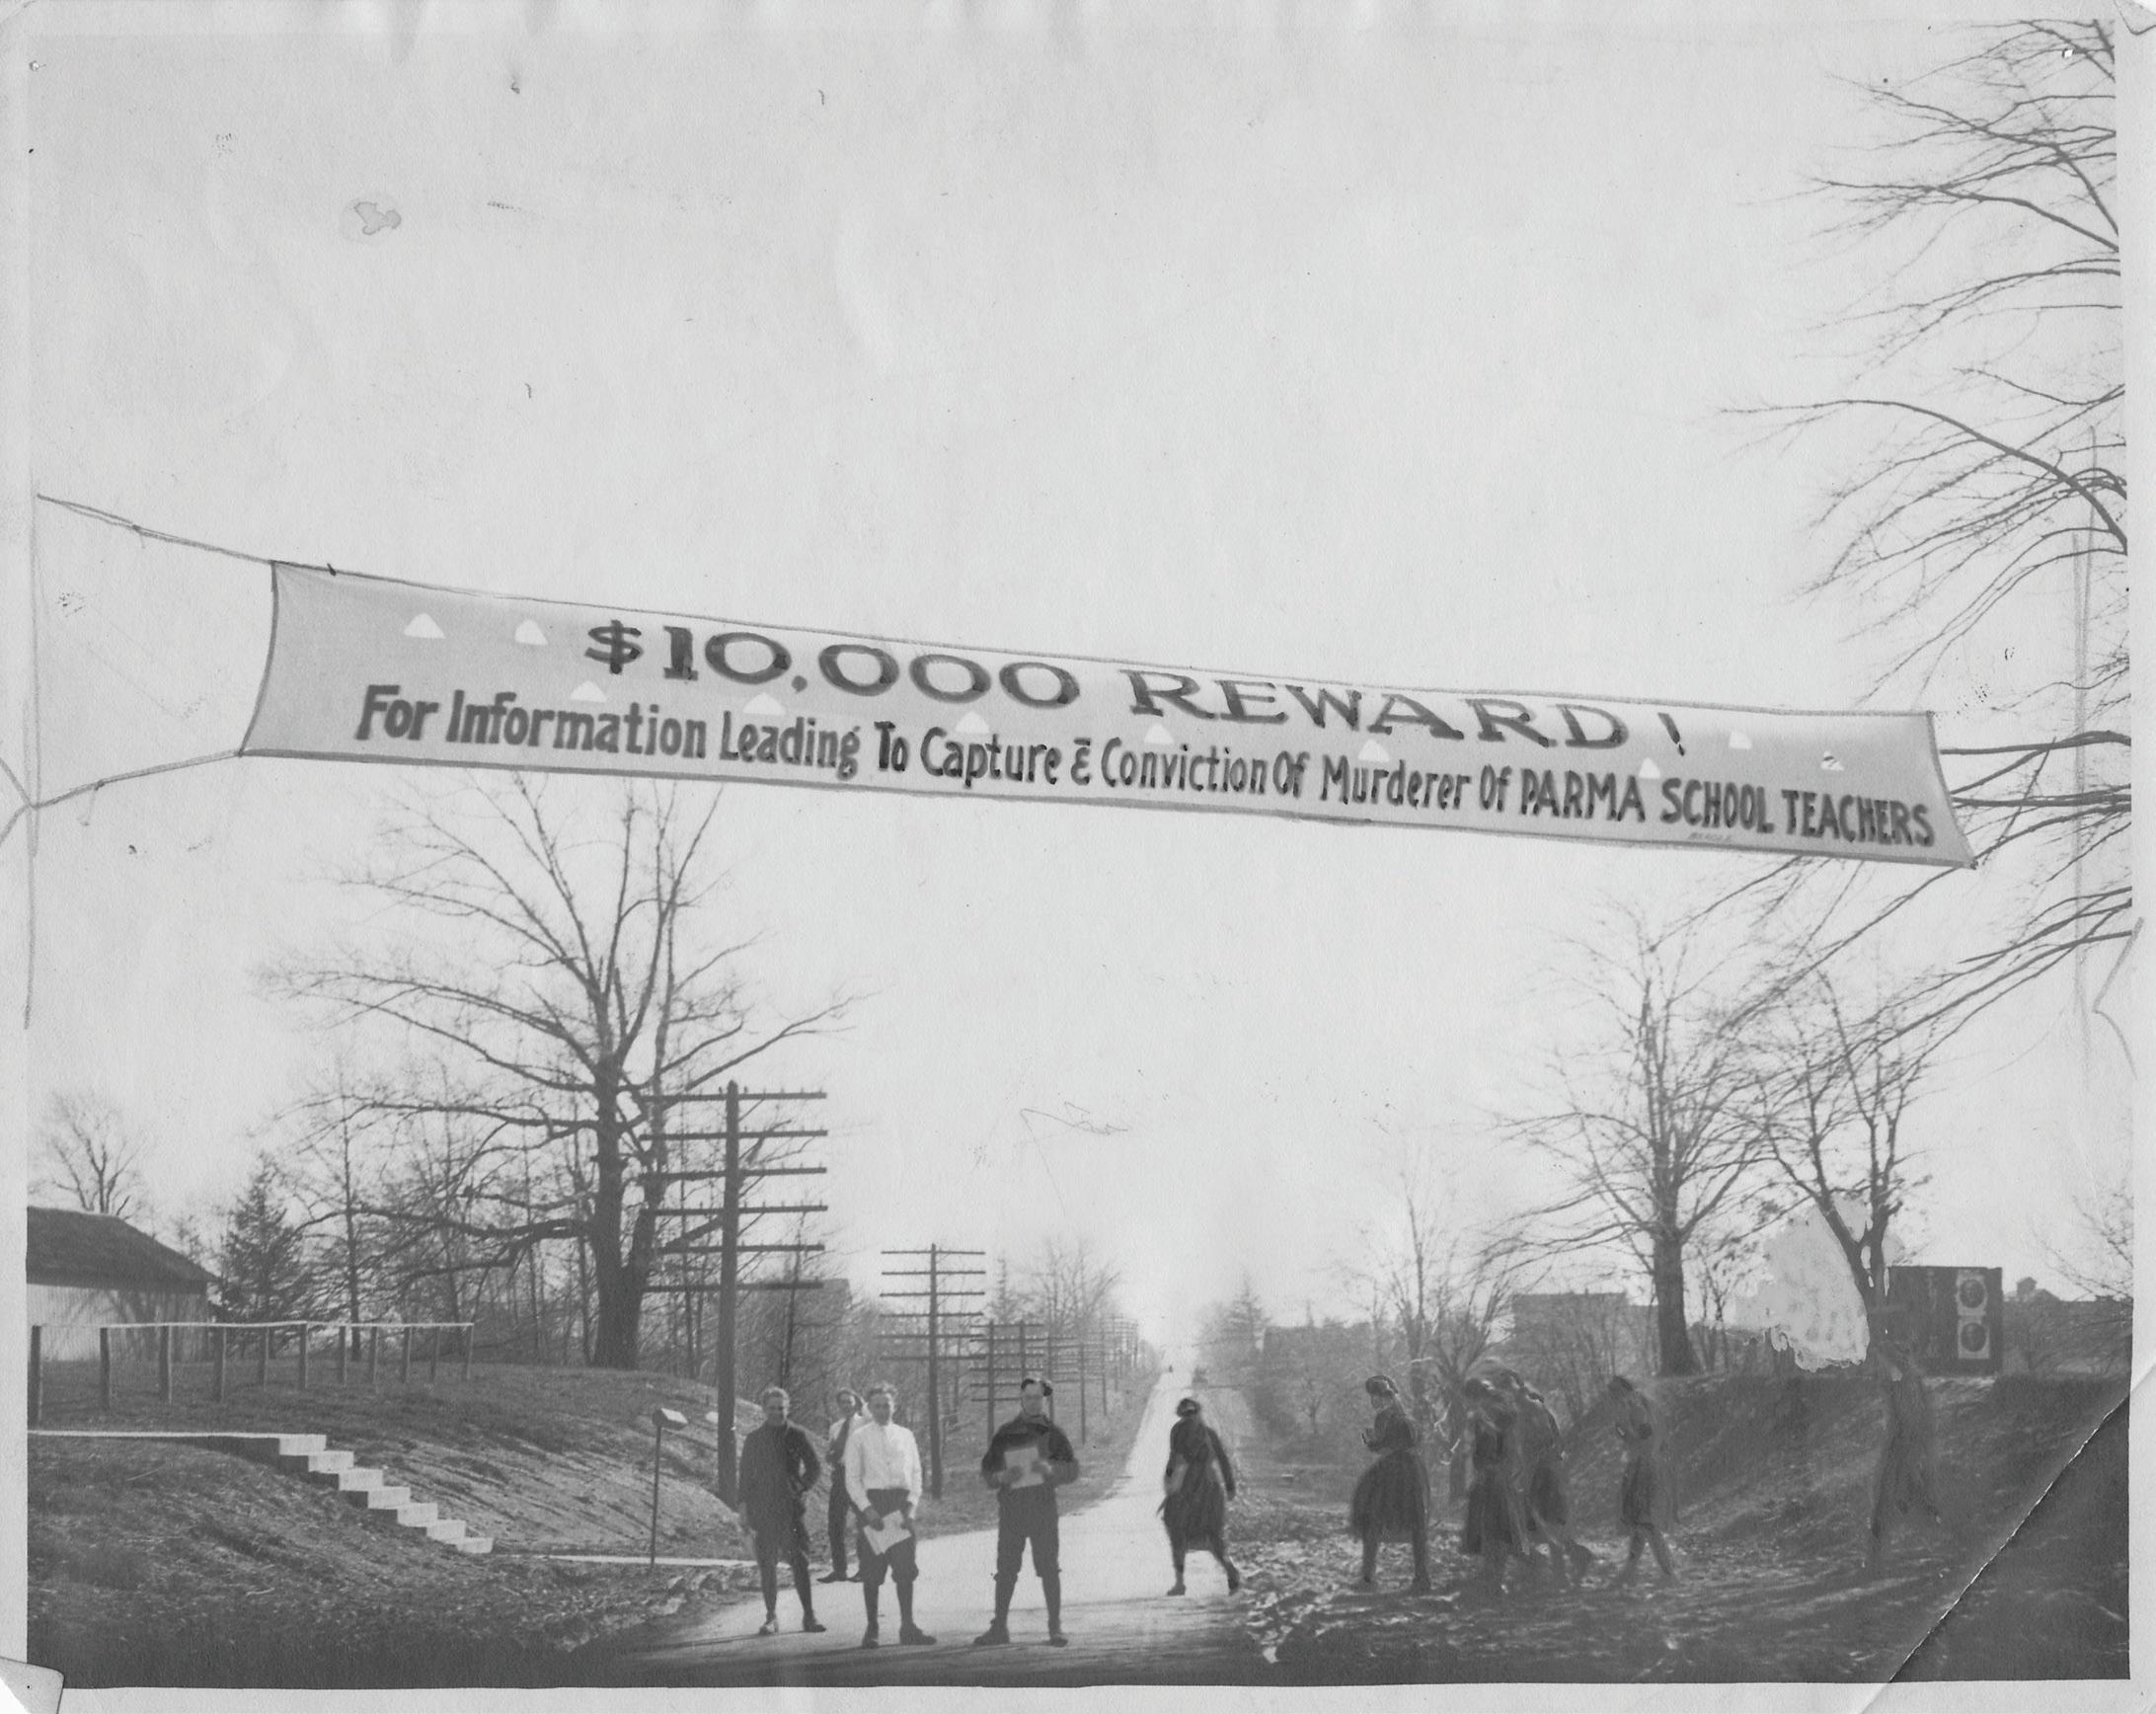 $10,000 REWARD!
For Information Leading To Capture & Conviction Of Murderer Of PARMA SCHOOL TEACHERS